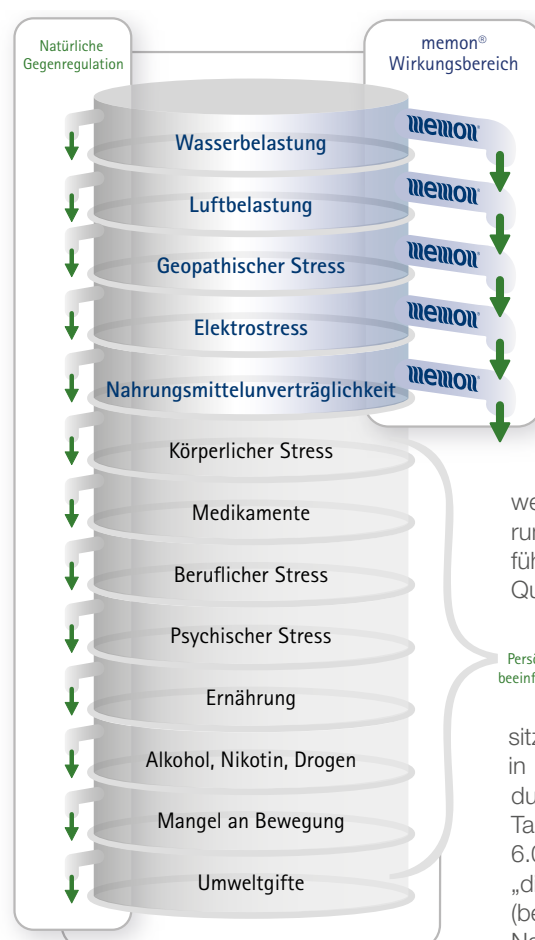 Natürliche
Gegenregulation
memon®
Wirkungsbereich
Wasserbelastung
memon®
Luftbelastung
memon®
Geopathischer Stress
memon®
Elektrostress
memon®
Nahrungsmittelunverträglichkeit
memon®
Körperlicher Stress
Medikamente
Beruflicher Stress
Psychischer Stress
Ernährung
Alkohol, Nikotin, Drogen
Mangel an Bewegung
Umweltgifte
in